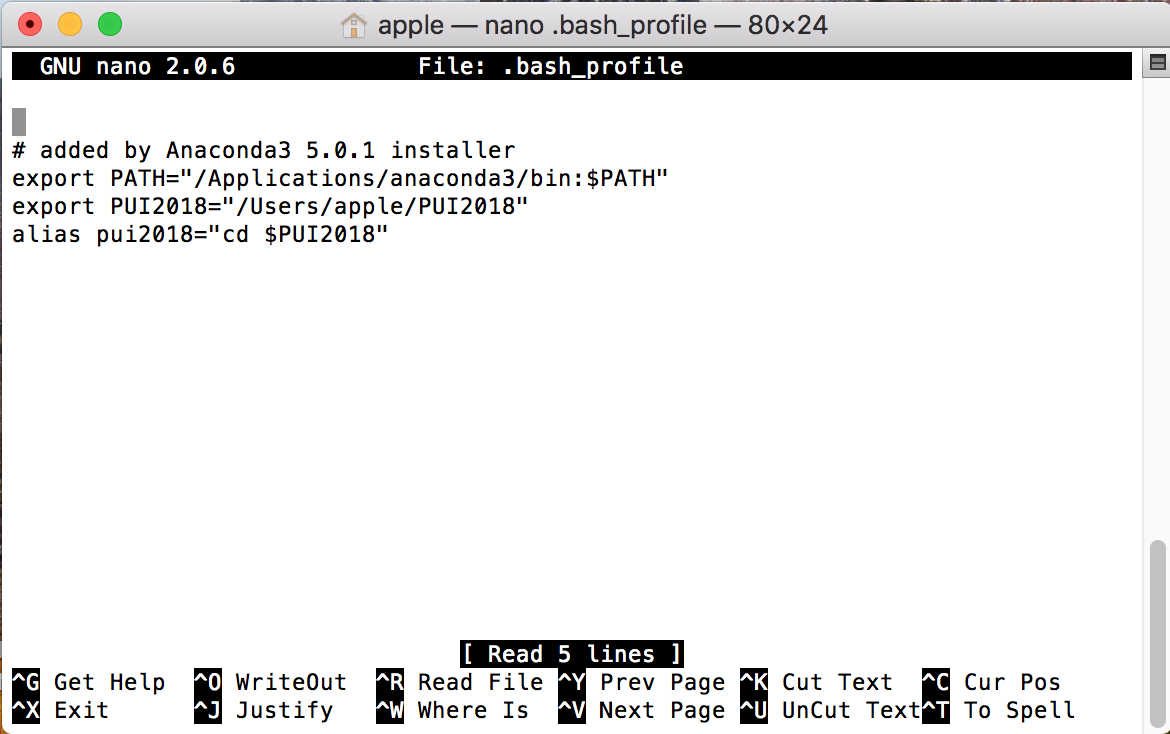 apple — nano .bash_profile — 80×24
GNU nano 2.0.6 File: .bash_profile
# added by Anaconda3 5.0.1 installer
export PATH="/Applications/anaconda3/bin:$PATH"
export PUI2018="/Users/apple/PUI2018"
alias pui2018="cd $PUI2018"
[ Read 5 lines ]
^G Get Help ^O WriteOut ^R Read File ^Y Prev Page ^K Cut Text ^C Cur Pos
^X Exit ^J Justify ^W Where Is ^V Next Page ^U UnCut Text^T To Spell